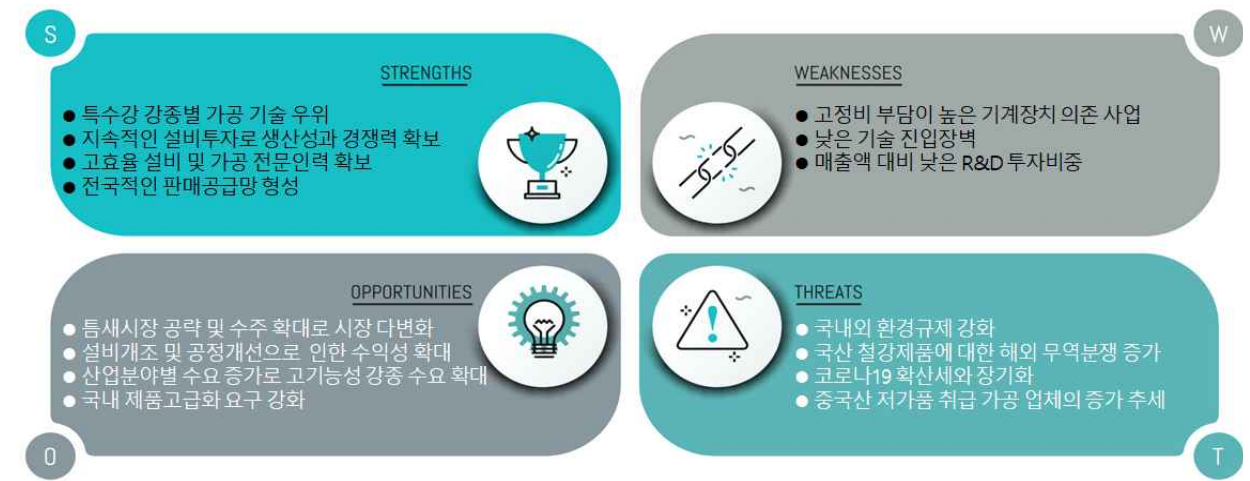 S
STRENGTHS
● 특수강 강종별 가공 기술 우위
● 지속적인 설비투자로 생산성과 경쟁력 확보
● 고효율 설비 및 가공 전문인력 확보
● 전국적인 판매공급망 형성
W
WEAKNESSES
● 고정비 부담이 높은 기계장치 의존 사업
● 낮은 기술 진입장벽
● 매출액 대비 낮은 R&D 투자비중
OPPORTUNITIES
● 틈새시장 공략 및 수주 확대로 시장 다변화
● 설비개조 및 공정개선으로 인한 수익성 확대
● 산업분야별 수요 증가로 고기능성 강종 수요 확대
● 국내 제품고급화 요구 강화
O
THREATS
● 국내외 환경규제 강화
● 국산 철강제품에 대한 해외 무역분쟁 증가
● 코로나19 확산세와 장기화
● 중국산 저가품 취급 가공 업체의 증가 추세
T